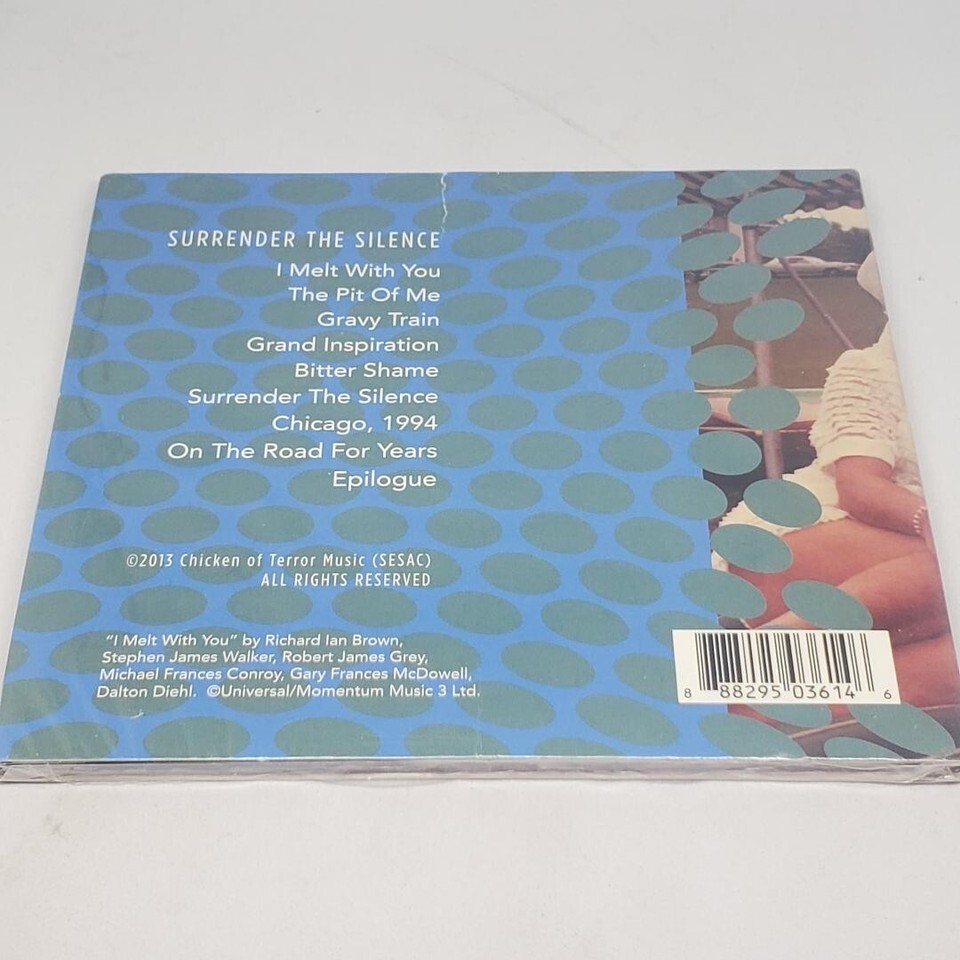 SURRENDER THE SILENCE
I Melt With You
The Pit Of Me
Gravy Train
Grand Inspiration
Bitter Shame
Surrender The Silence
Chicago, 1994
On The Road For Years
Epilogue
©2013 Chicken of Terror Music (SESAC)
ALL RIGHTS RESERVED
"I Melt With You" by Richard Ian Brown,
Stephen James Walker, Robert James Grey,
Michael Frances Conroy, Gary Frances McDowell,
Dalton Diehl. ©Universal/Momentum Music 3 Ltd.
8 88295 03614 6